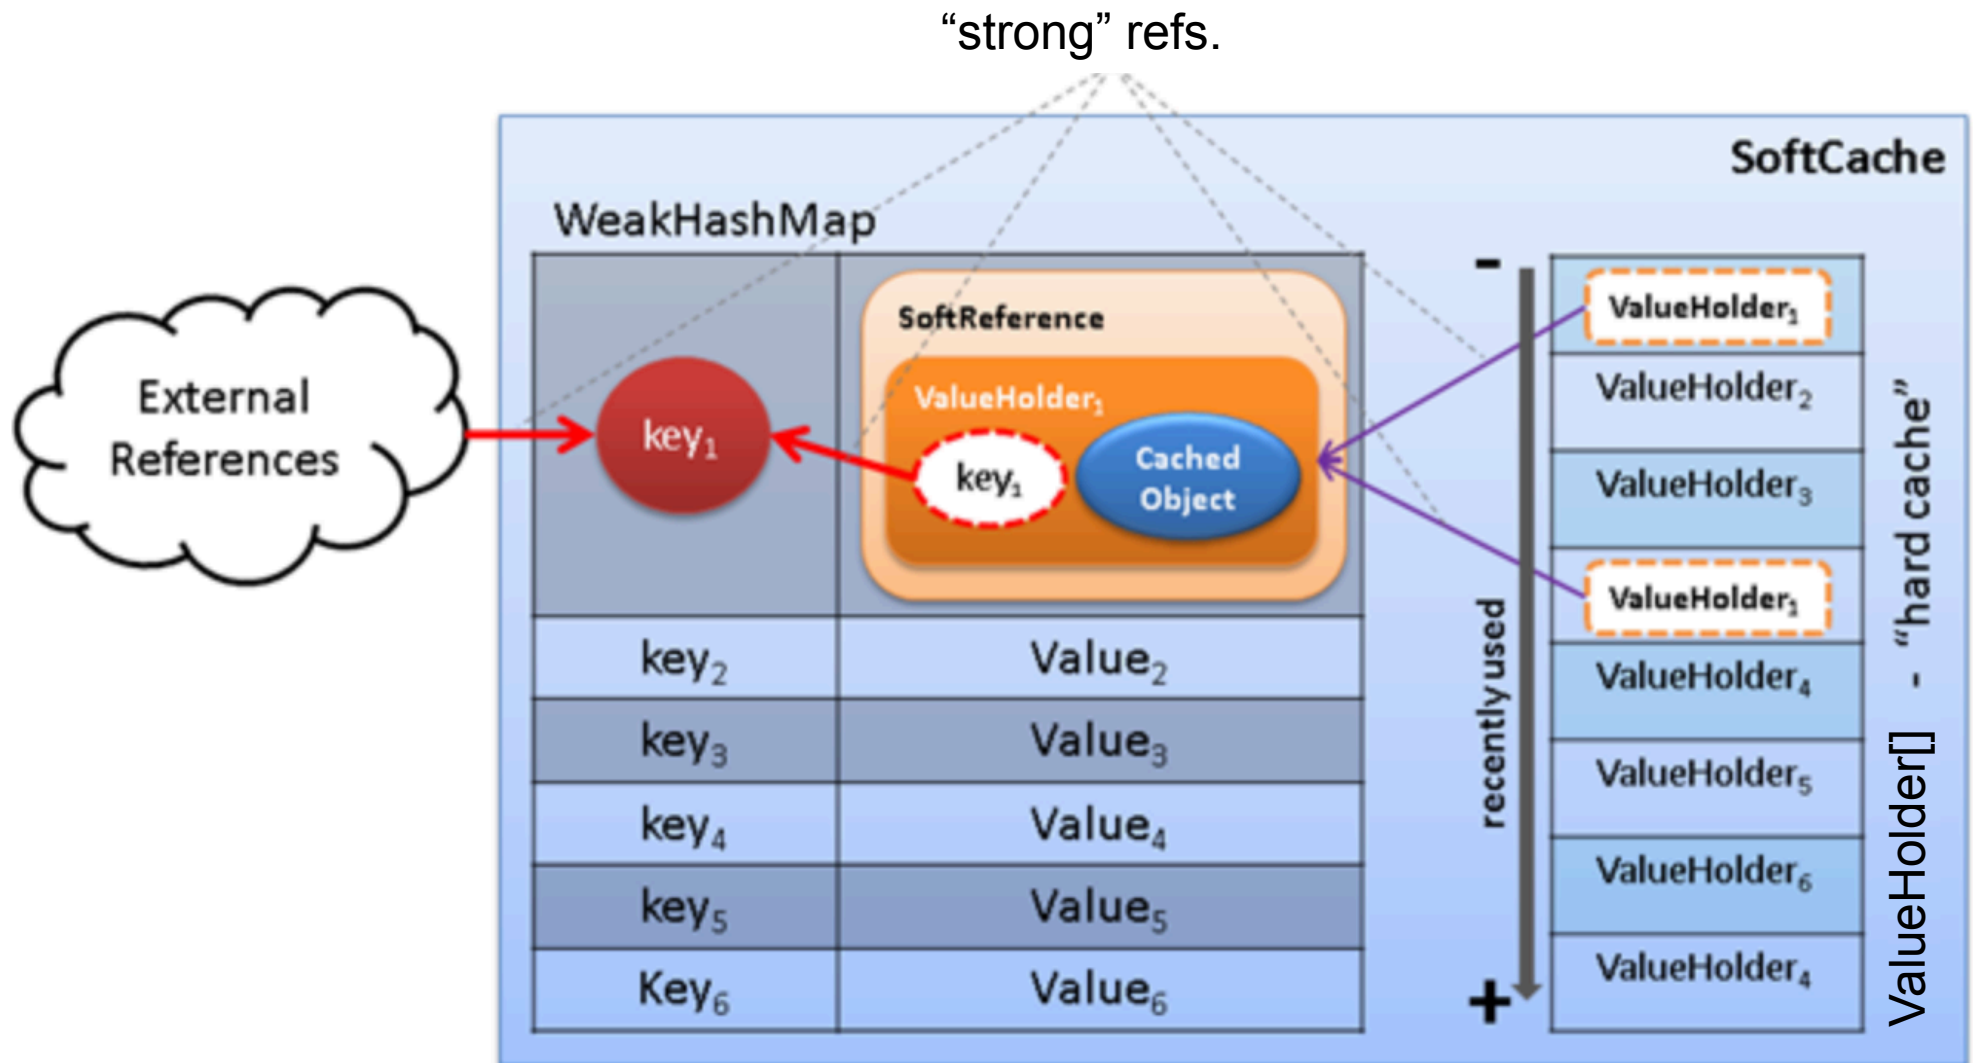 “strong” refs.
SoftCache
WeakHashMap
External
References
key₁
SoftReference
ValueHolder₁
key₁
Cached
Object
key₂ Value₂
key₃ Value₃
key₄ Value₄
key₅ Value₅
Key₆ Value₆
-
recently used
+
ValueHolder₁
ValueHolder₂
ValueHolder₃
ValueHolder₁
ValueHolder₄
ValueHolder₅
ValueHolder₆
ValueHolder₄
ValueHolder[] - “hard cache”